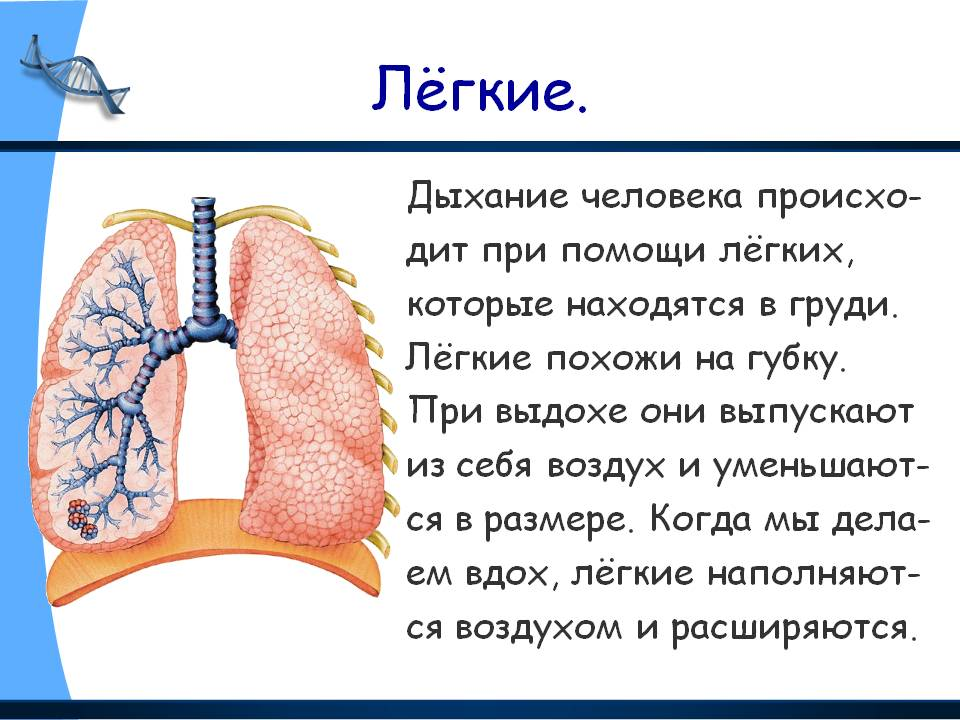 Лёгкие.
Дыхание человека происхо-
дит при помощи лёгких,
которые находятся в груди.
Лёгкие похожи на губку.
При выдохе они выпускают
из себя воздух и уменьшают-
ся в размере. Когда мы дела-
ем вдох, лёгкие наполняют-
ся воздухом и расширяются.